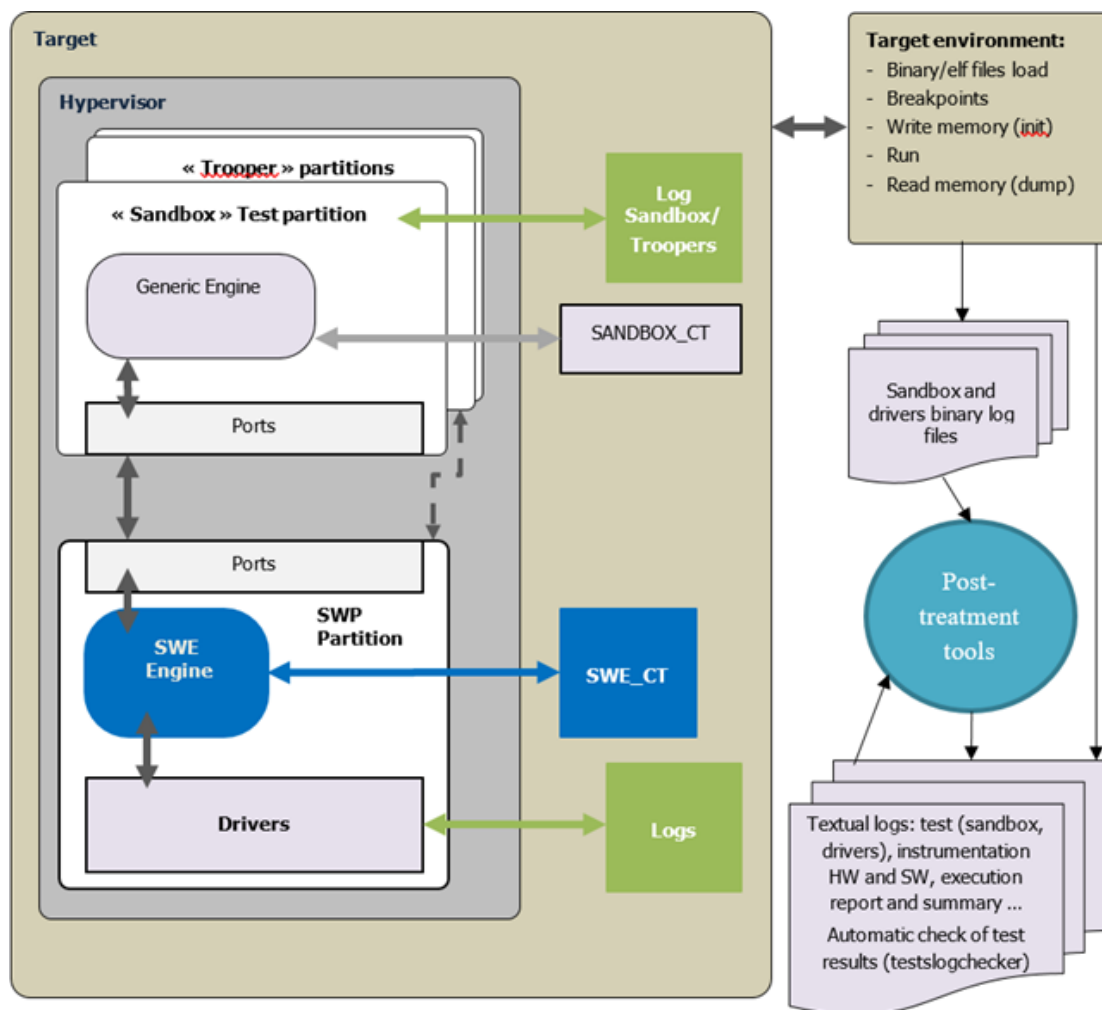 Target
Hypervisor
« Trooper » partitions
« Sandbox » Test partition
Generic Engine
Ports
Ports
SWP
Partition
SWE
Engine
Drivers
Log
Sandbox/
Troopers
SANDBOX_CT
SWE_CT
Logs
Target environment:
- Binary/elf files load
- Breakpoints
- Write memory (init)
- Run
- Read memory (dump)
Sandbox and
drivers binary log
files
Post-
treatment
tools
Textual logs: test (sandbox,
drivers), instrumentation
HW and SW, execution
report and summary ...
Automatic check of test
results (testslogchecker)